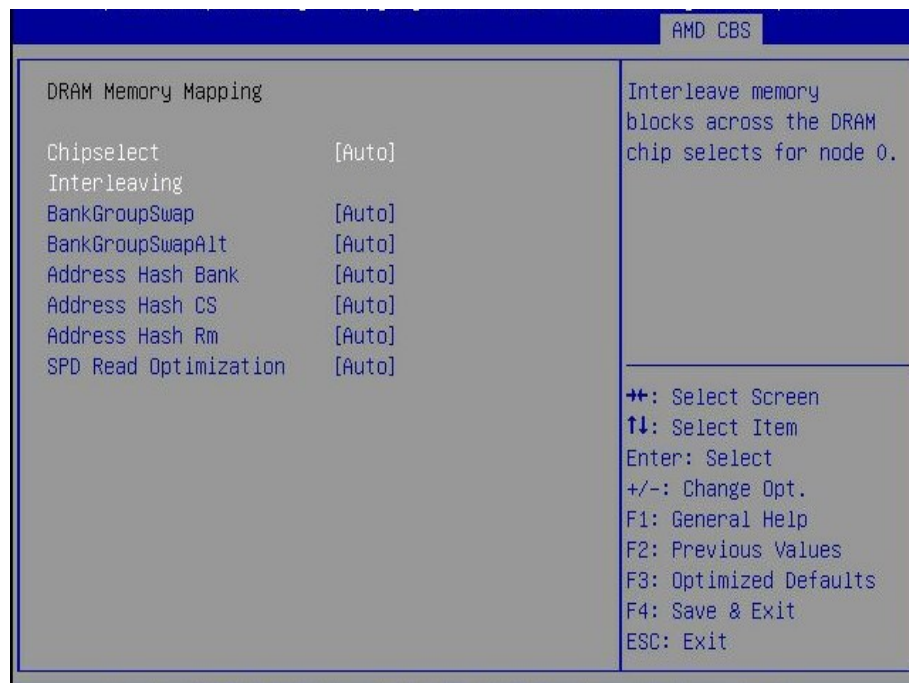 AMD CBS
DRAM Memory Mapping
Chipselect [Auto]
Interleaving
BankGroupSwap [Auto]
BankGroupSwapAlt [Auto]
Address Hash Bank [Auto]
Address Hash CS [Auto]
Address Hash Rm [Auto]
SPD Read Optimization [Auto]
Interleave memory
blocks across the DRAM
chip selects for node 0.
→←: Select Screen
↑↓: Select Item
Enter: Select
+/-: Change Opt.
F1: General Help
F2: Previous Values
F3: Optimized Defaults
F4: Save & Exit
ESC: Exit